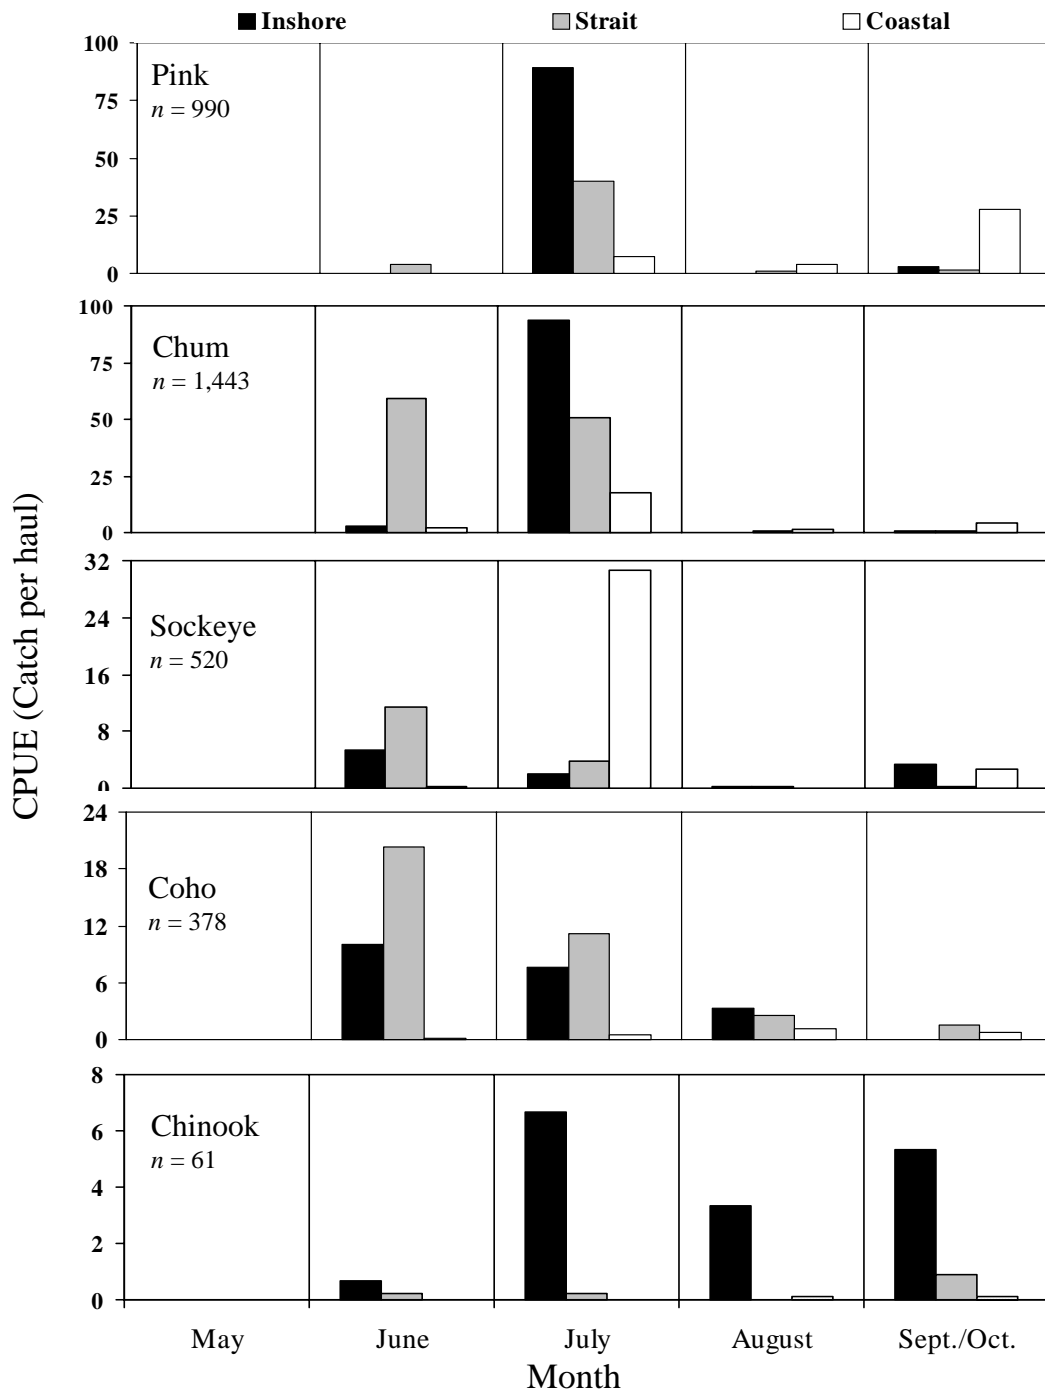 Inshore Strait Coastal
100
Pink
n = 990
75
50
25
0
100
Chum
n = 1,443
75
50
25
0
32
Sockeye
n = 520
24
16
8
0
24
Coho
n = 378
18
12
6
0
8
Chinook
n = 61
6
4
2
0
CPUE (Catch per haul)
May June July August Sept./Oct.
Month